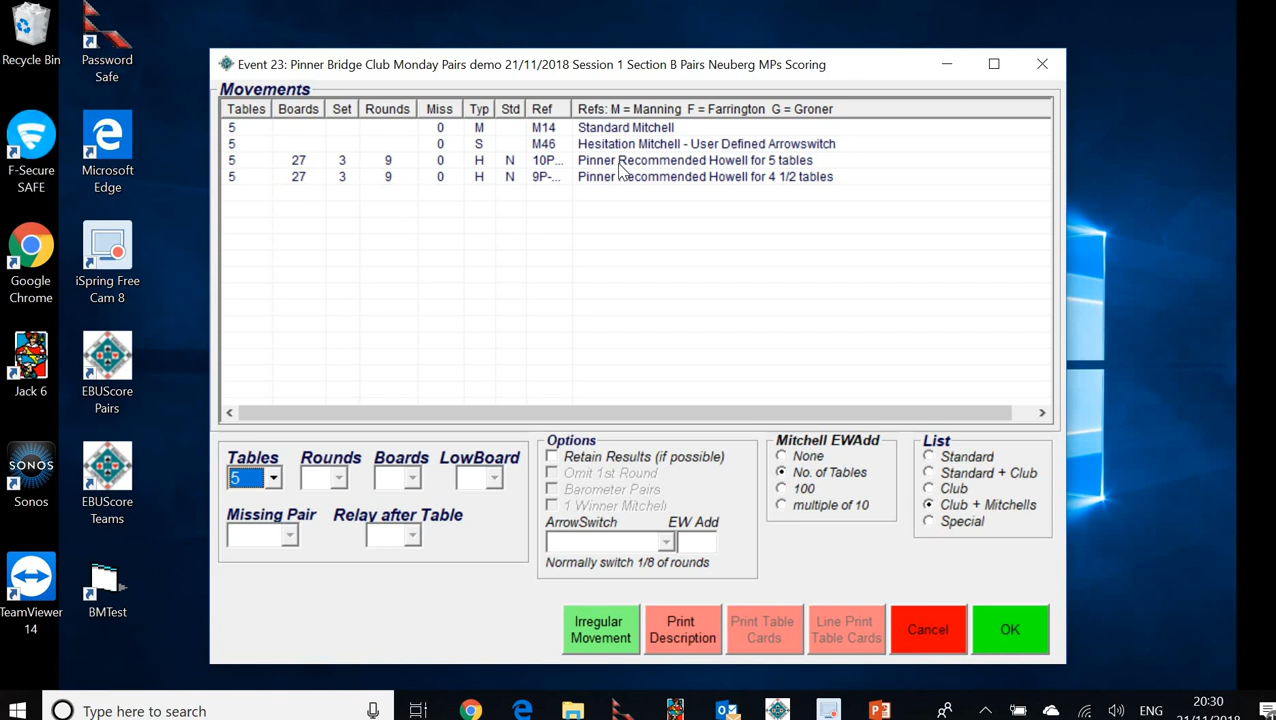 Recycle Bin
Password Safe
F-Secure SAFE
Microsoft Edge
Google Chrome
iSpring Free Cam 8
Jack 6
EBUScore Pairs
Sonos
EBUScore Teams
TeamViewer 14
BMTest
SONOS
Event 23: Pinner Bridge Club Monday Pairs demo 21/11/2018 Session 1 Section B Pairs Neuberg MPs Scoring
Movements
Tables Boards Set Rounds Miss Typ Std Ref Refs: M = Manning F = Farrington G = Groner
5 0 M M14 Standard Mitchell
5 0 S M46 Hesitation Mitchell - User Defined Arrowswitch
5 27 3 9 0 H N 10P... Pinner Recommended Howell for 5 tables
5 27 3 9 0 H N 9P-... Pinner Recommended Howell for 4 1/2 tables
Tables Rounds Boards LowBoard
5
Missing Pair Relay after Table
Options
Retain Results (if possible)
Omit 1st Round
Barometer Pairs
1 Winner Mitchell
ArrowSwitch EW Add
Normally switch 1/8 of rounds
Mitchell EWAdd
None
No. of Tables
100
multiple of 10
List
Standard
Standard + Club
Club
Club + Mitchells
Special
Irregular Movement
Print Description
Print Table Cards
Line Print Table Cards
Cancel
OK
Type here to search
ENG
20:30
21/11/2018